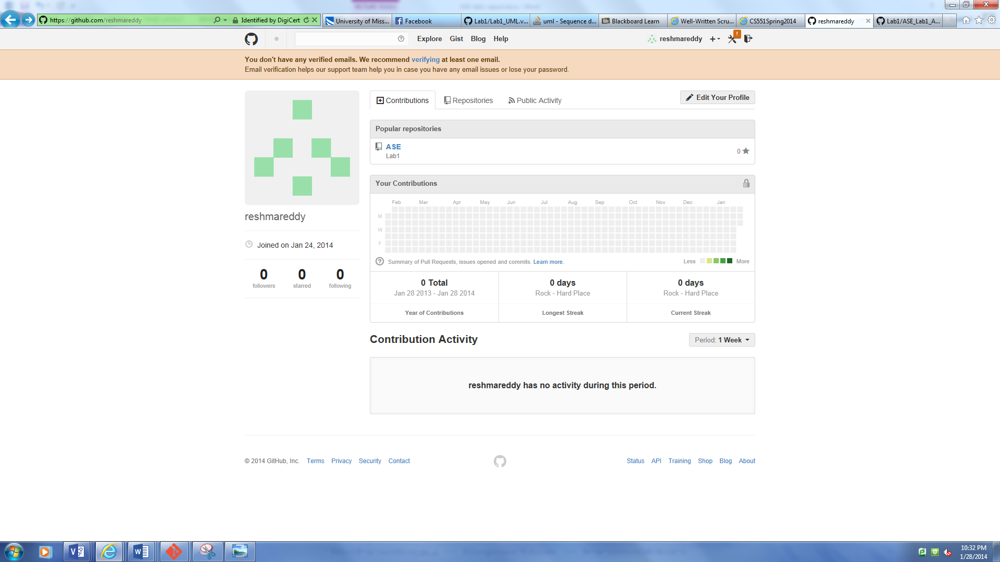 https://github.com/reshmareddy
Identified by DigiCert
University of Miss...
Facebook
Lab1/Lab1_UML.v...
uml - Sequence d...
Blackboard Learn
Well-Written Scru...
CS551Spring2014
reshmareddy
Lab1/ASE_Lab1_A...
Explore Gist Blog Help
reshmareddy
You don't have any verified emails. We recommend verifying at least one email.
Email verification helps our support team help you in case you have any email issues or lose your password.
Contributions Repositories Public Activity
Edit Your Profile
Popular repositories
ASE
Lab1
0
Your Contributions
Feb Mar Apr May Jun Jul Aug Sep Oct Nov Dec Jan
M
W
F
Summary of Pull Requests, issues opened and commits. Learn more.
Less More
0 Total
Jan 28 2013 - Jan 28 2014
Year of Contributions
0 days
Rock - Hard Place
Longest Streak
0 days
Rock - Hard Place
Current Streak
reshmareddy
Joined on Jan 24, 2014
0 followers
0 starred
0 following
Contribution Activity
Period: 1 Week
reshmareddy has no activity during this period.
© 2014 GitHub, Inc. Terms Privacy Security Contact
Status API Training Shop Blog About
10:32 PM
1/28/2014